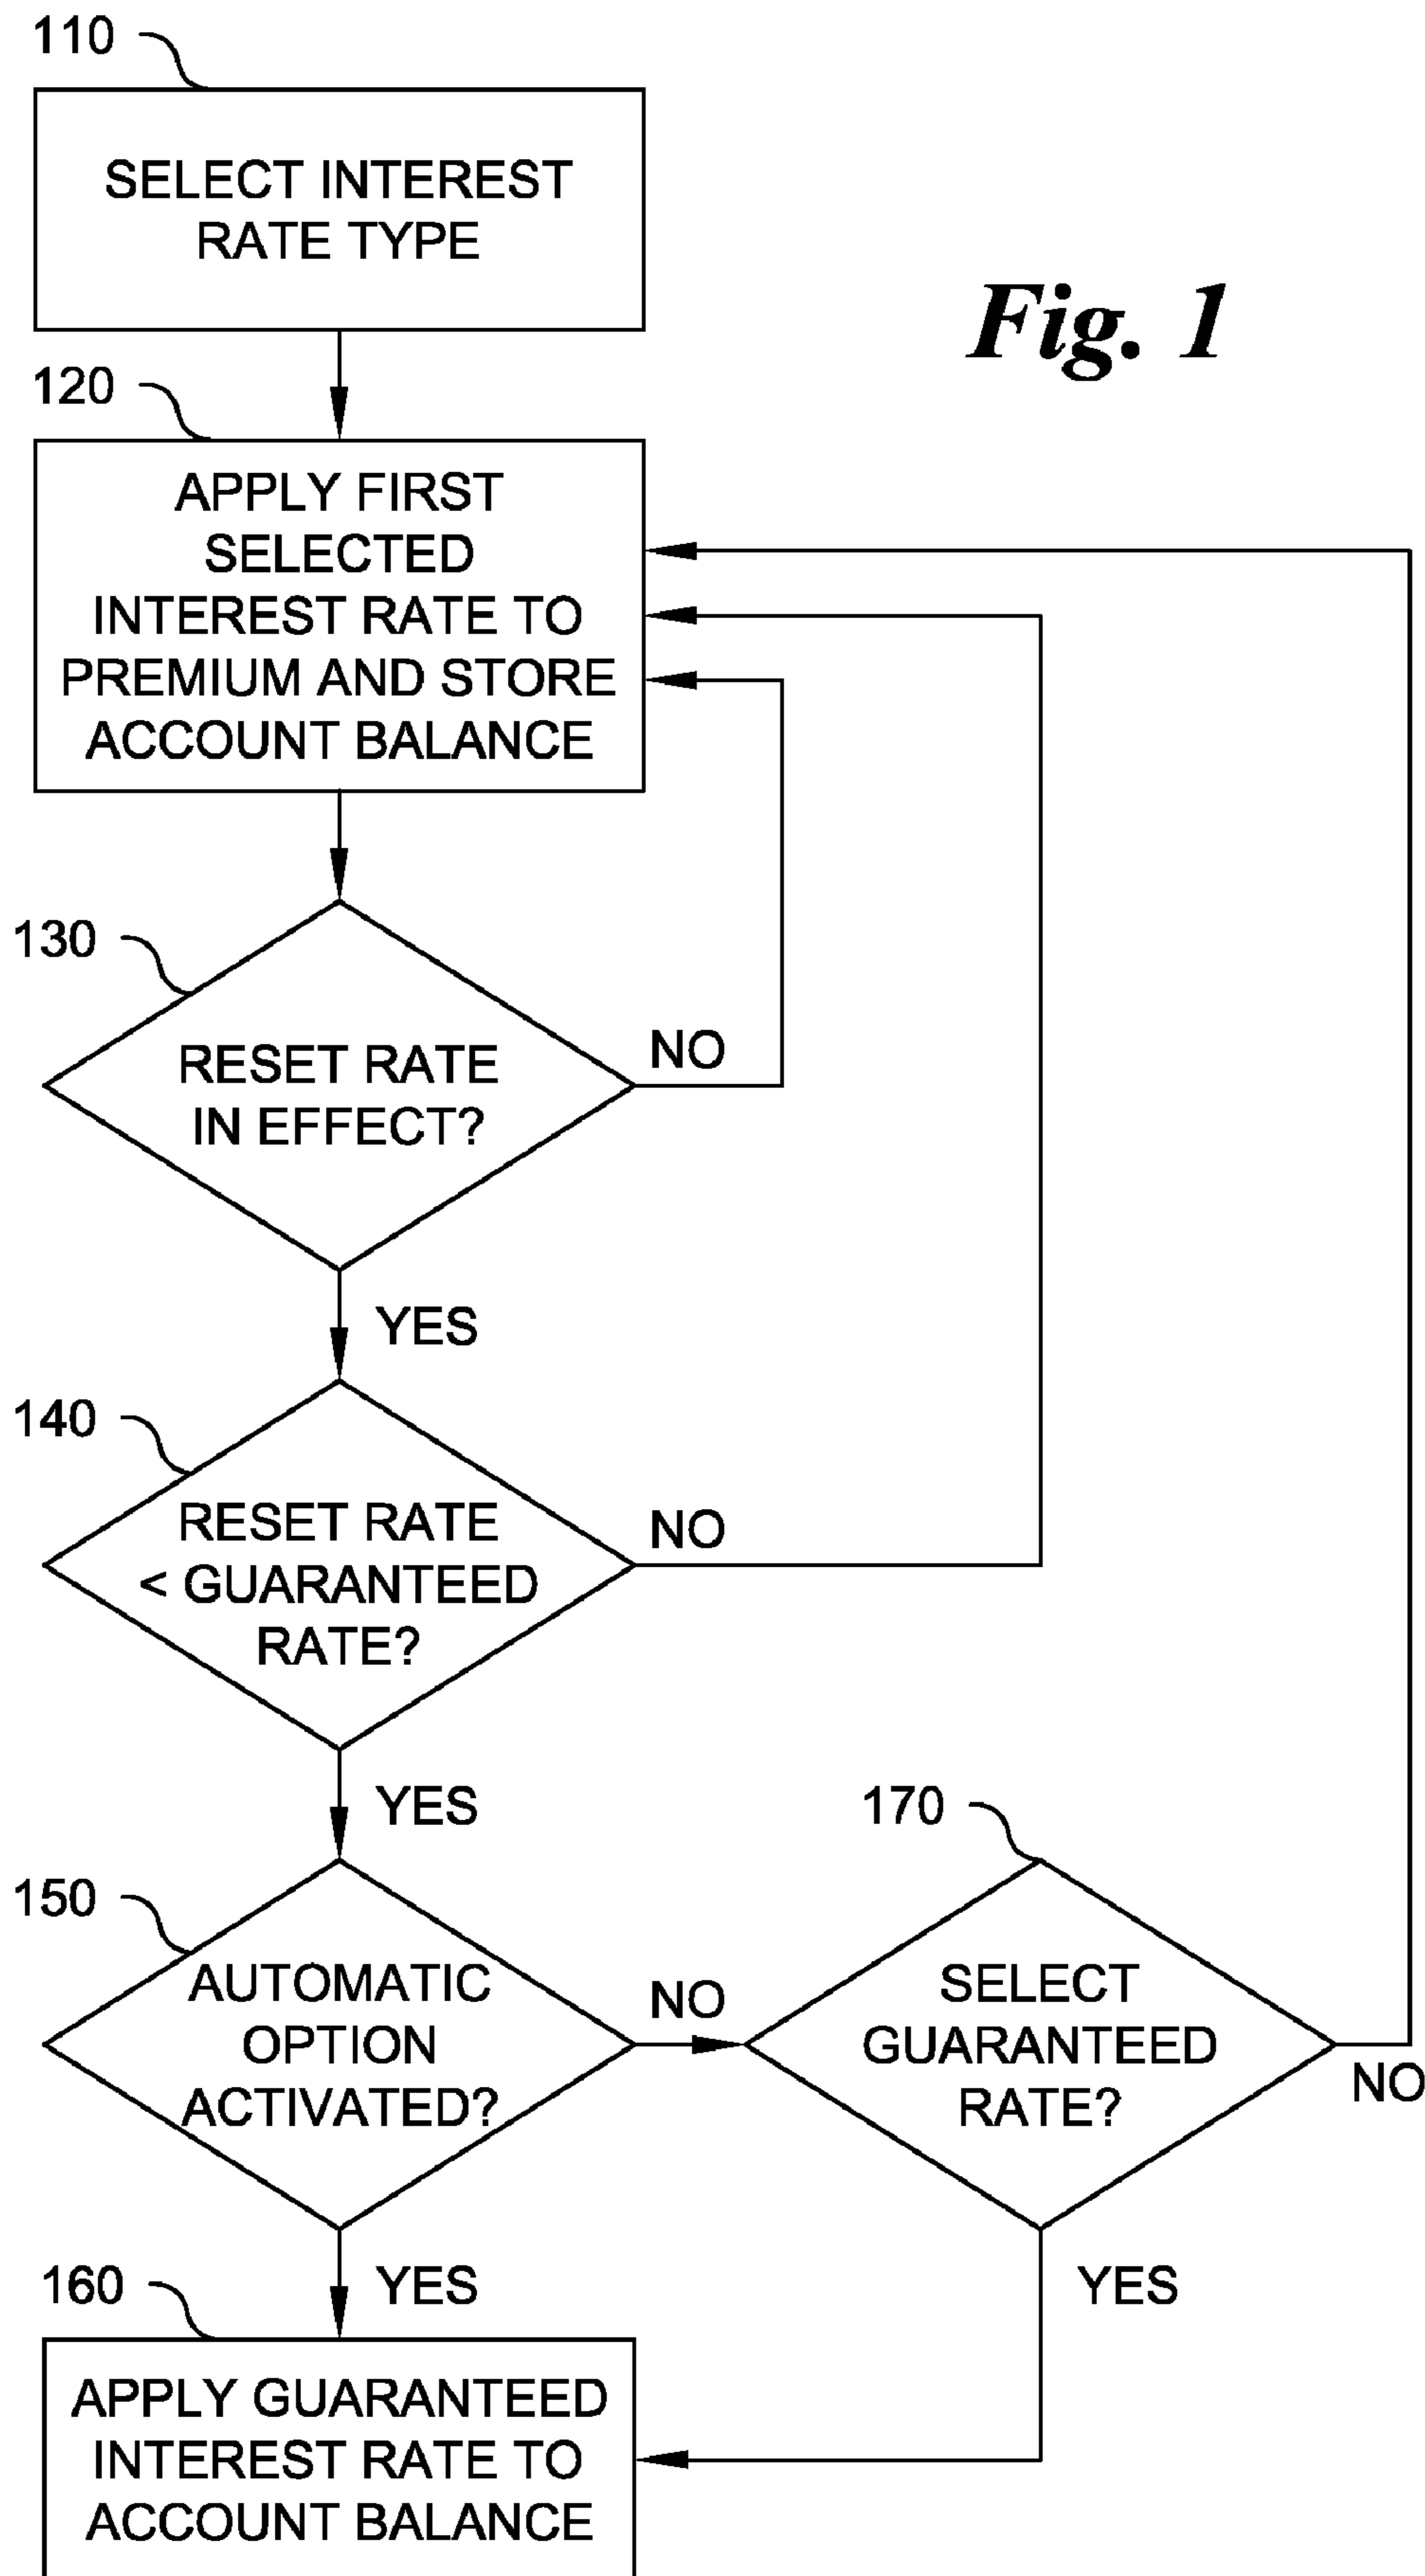 110
SELECT INTEREST
RATE TYPE
Fig. 1
120
APPLY FIRST
SELECTED
INTEREST RATE TO
PREMIUM AND STORE
ACCOUNT BALANCE
130
RESET RATE
IN EFFECT?
NO
YES
140
RESET RATE
< GUARANTEED
RATE?
NO
YES
150
AUTOMATIC
OPTION
ACTIVATED?
NO
170
SELECT
GUARANTEED
RATE?
NO
YES
YES
160
APPLY GUARANTEED
INTEREST RATE TO
ACCOUNT BALANCE